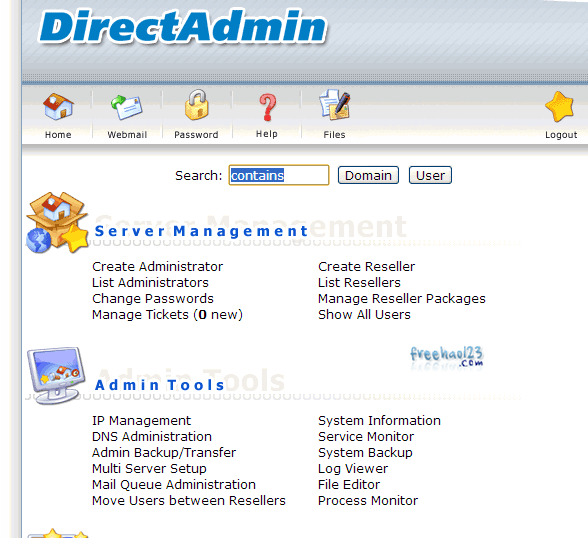 DirectAdmin
Home Webmail Password Help Files Logout
Search: contains Domain User
Server Management
Create Administrator Create Reseller
List Administrators List Resellers
Change Passwords Manage Reseller Packages
Manage Tickets (0 new) Show All Users
freehao123
.com
Admin Tools
IP Management System Information
DNS Administration Service Monitor
Admin Backup/Transfer System Backup
Multi Server Setup Log Viewer
Mail Queue Administration File Editor
Move Users between Resellers Process Monitor